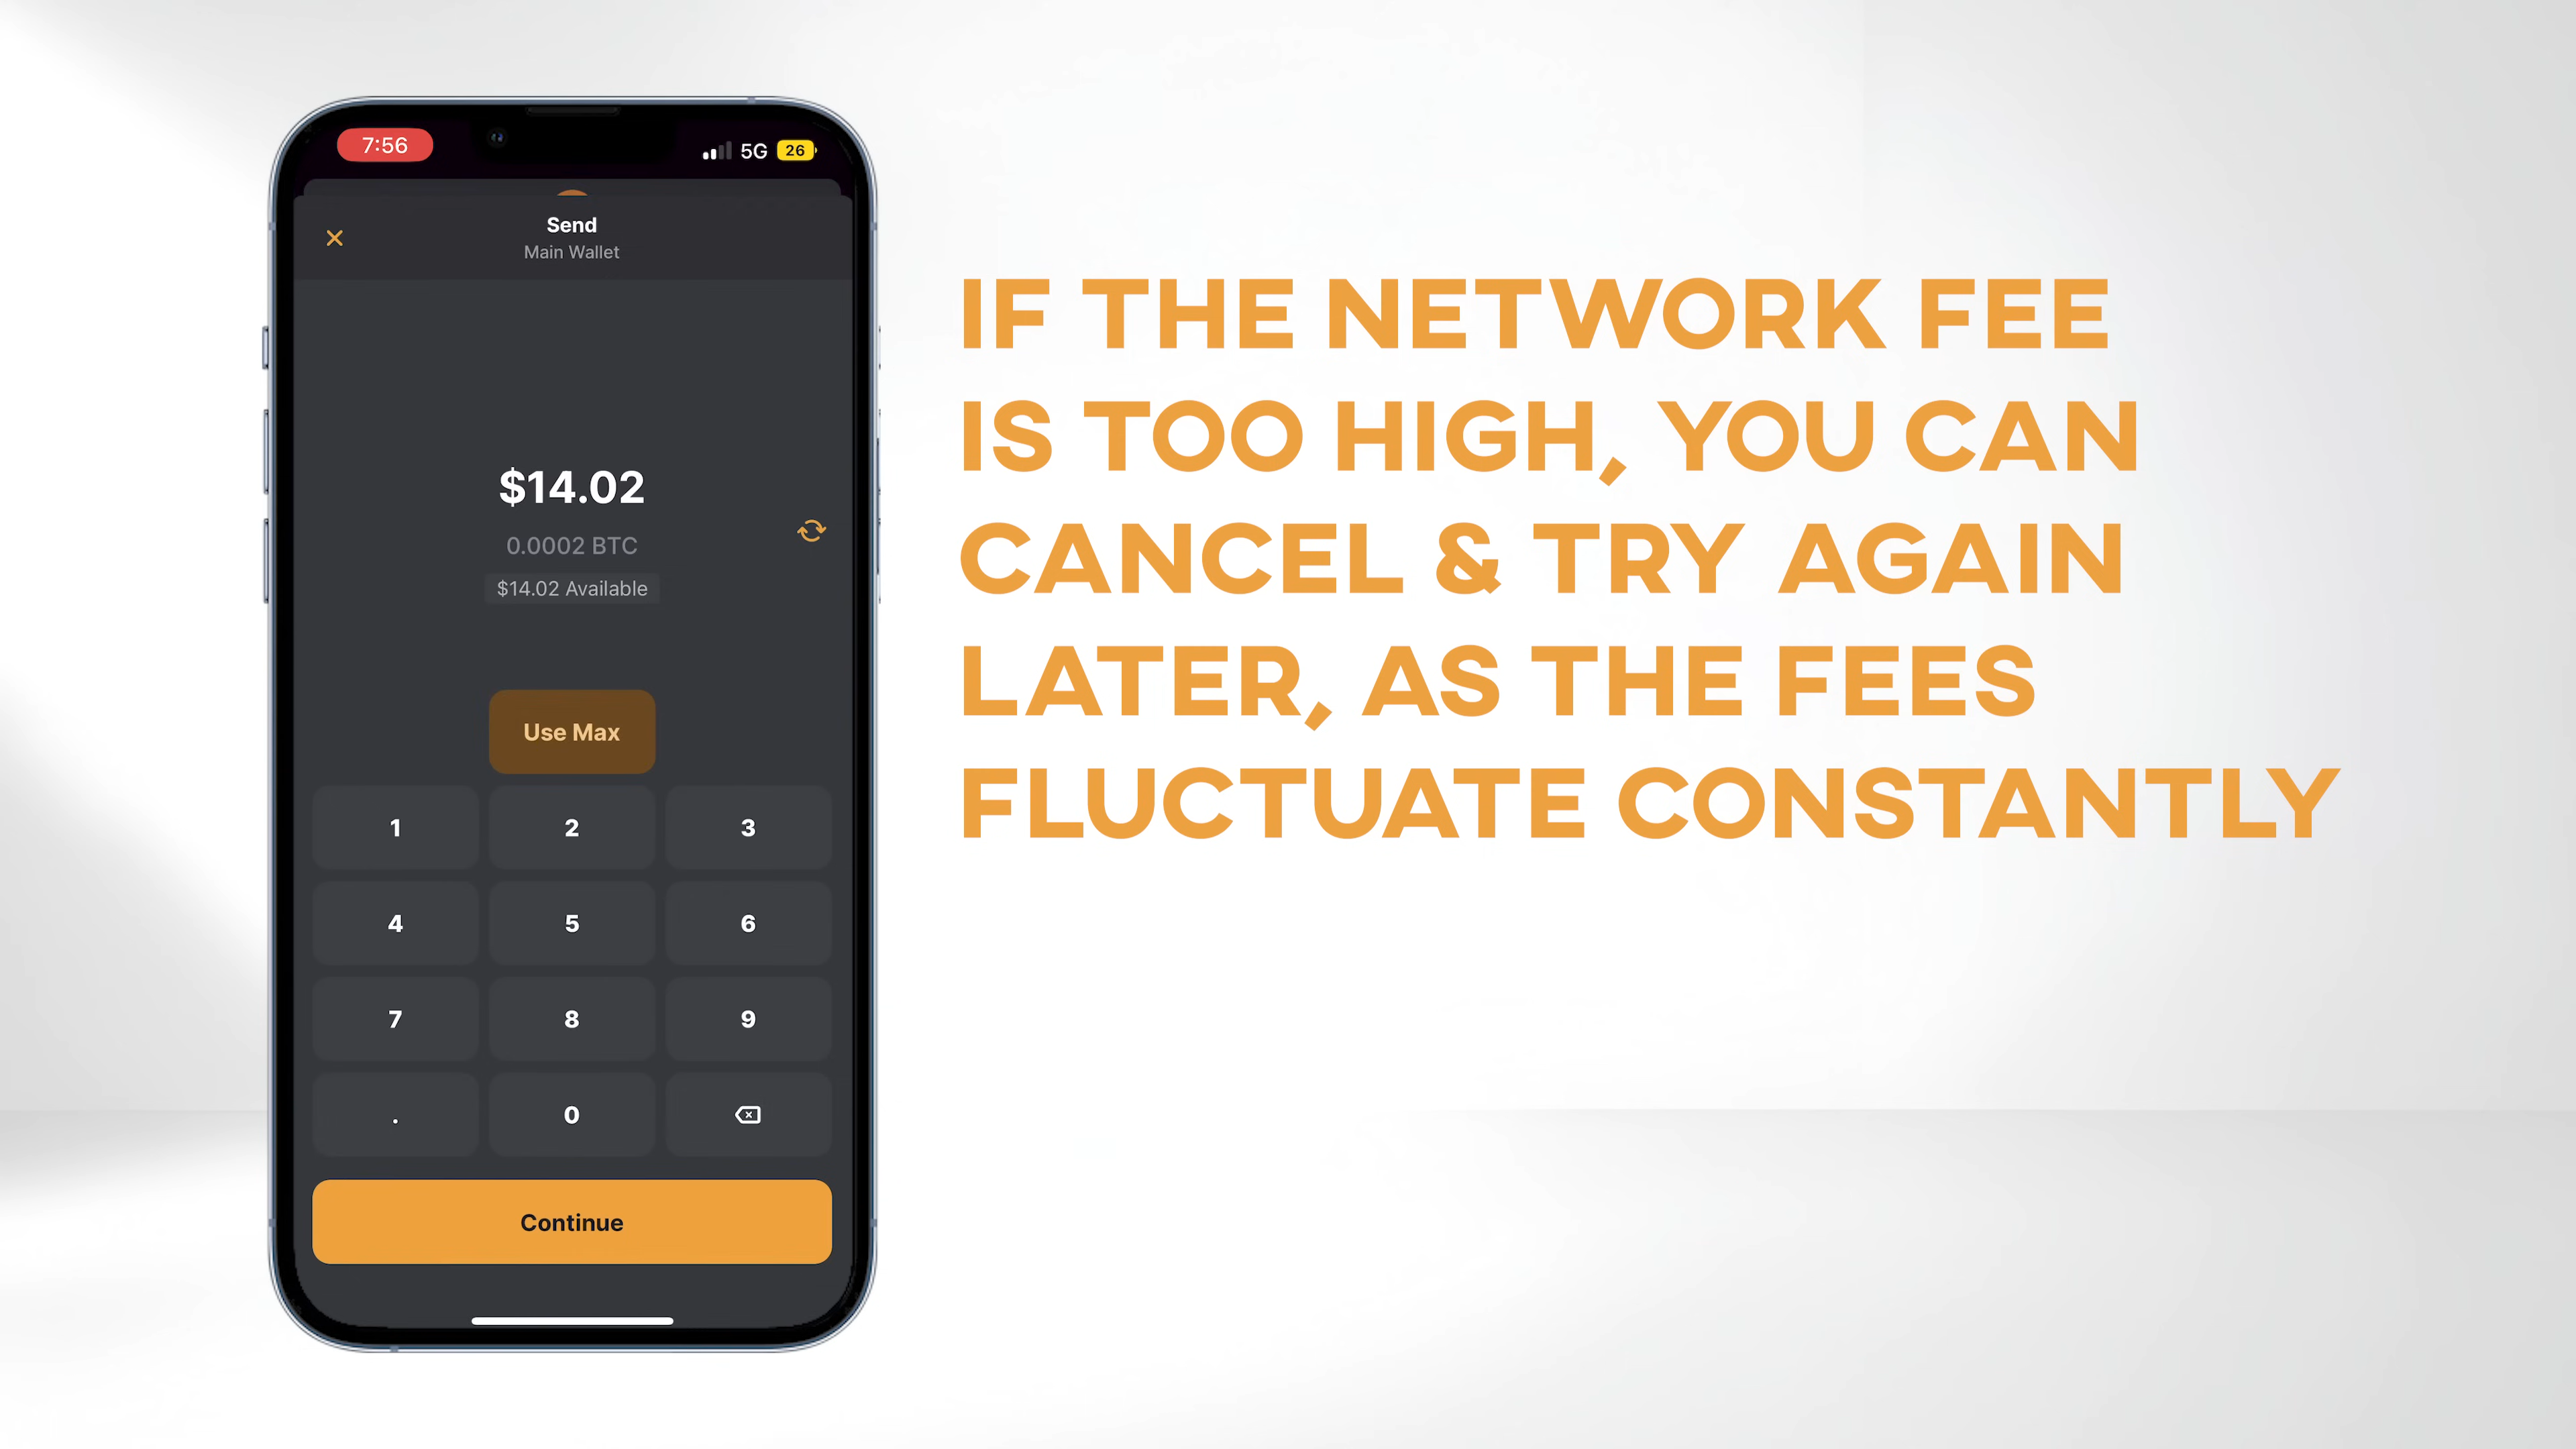 7:56
5G 26
Send
Main Wallet
$14.02
0.0002 BTC
$14.02 Available
Use Max
1 2 3
4 5 6
7 8 9
. 0
Continue
IF THE NETWORK FEE
IS TOO HIGH, YOU CAN
CANCEL & TRY AGAIN
LATER, AS THE FEES
FLUCTUATE CONSTANTLY